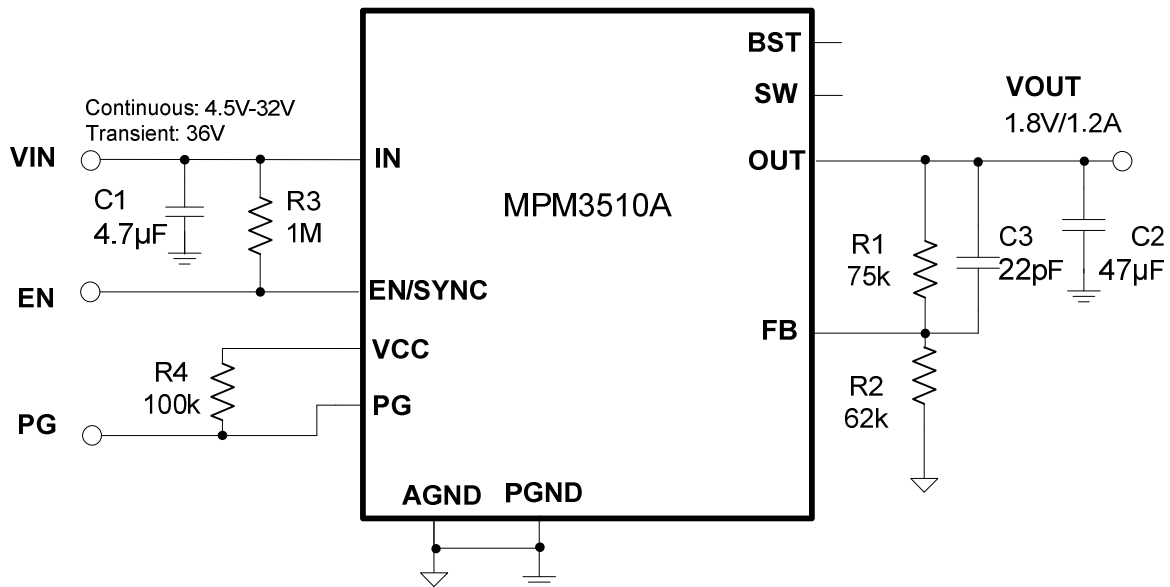 BST
SW
VOUT
1.8V/1.2A
Continuous: 4.5V-32V
Transient: 36V
VIN
IN
OUT
MPM3510A
C1
4.7µF
R3
1M
R1
75k
C3
22pF
C2
47µF
EN
EN/SYNC
FB
VCC
R4
100k
PG
PG
R2
62k
AGND
PGND